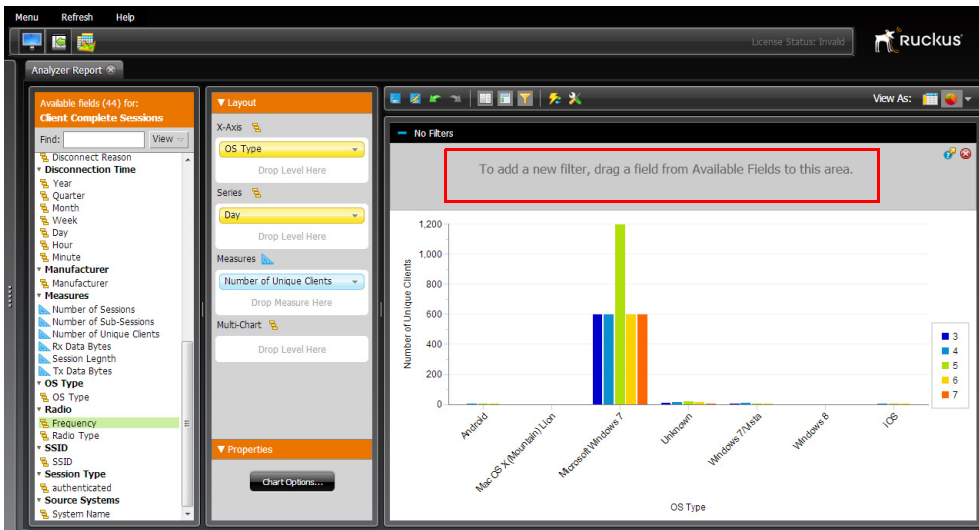 Menu Refresh Help
License Status: Invalid
Ruckus
Analyzer Report
Available fields (44) for:
Client Complete Sessions
Find:
View
Disconnect Reason
Disconnection Time
Year
Quarter
Month
Week
Day
Hour
Minute
Manufacturer
Manufacturer
Measures
Number of Sessions
Number of Sub-Sessions
Number of Unique Clients
Rx Data Bytes
Session Legnth
Tx Data Bytes
OS Type
OS Type
Radio
Frequency
Radio Type
SSID
SSID
Session Type
authenticated
Source Systems
System Name
Layout
X-Axis
OS Type
Drop Level Here
Series
Day
Drop Level Here
Measures
Number of Unique Clients
Drop Measure Here
Multi-Chart
Drop Level Here
Properties
Chart Options...
View As:
No Filters
To add a new filter, drag a field from Available Fields to this area.
Number of Unique Clients
1,200
1,000
800
600
400
200
0
Android
Mac OS X (Mountain) Lion
Microsoft Windows 7
Unknown
Windows 7/Vista
Windows 8
iOS
OS Type
3
4
5
6
7